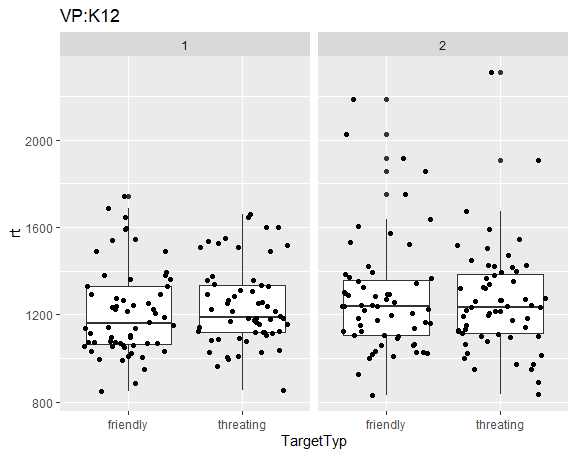 VP:K12
1 2
rt
2000
1600
1200
800
friendly threating friendly threating
TargetTyp